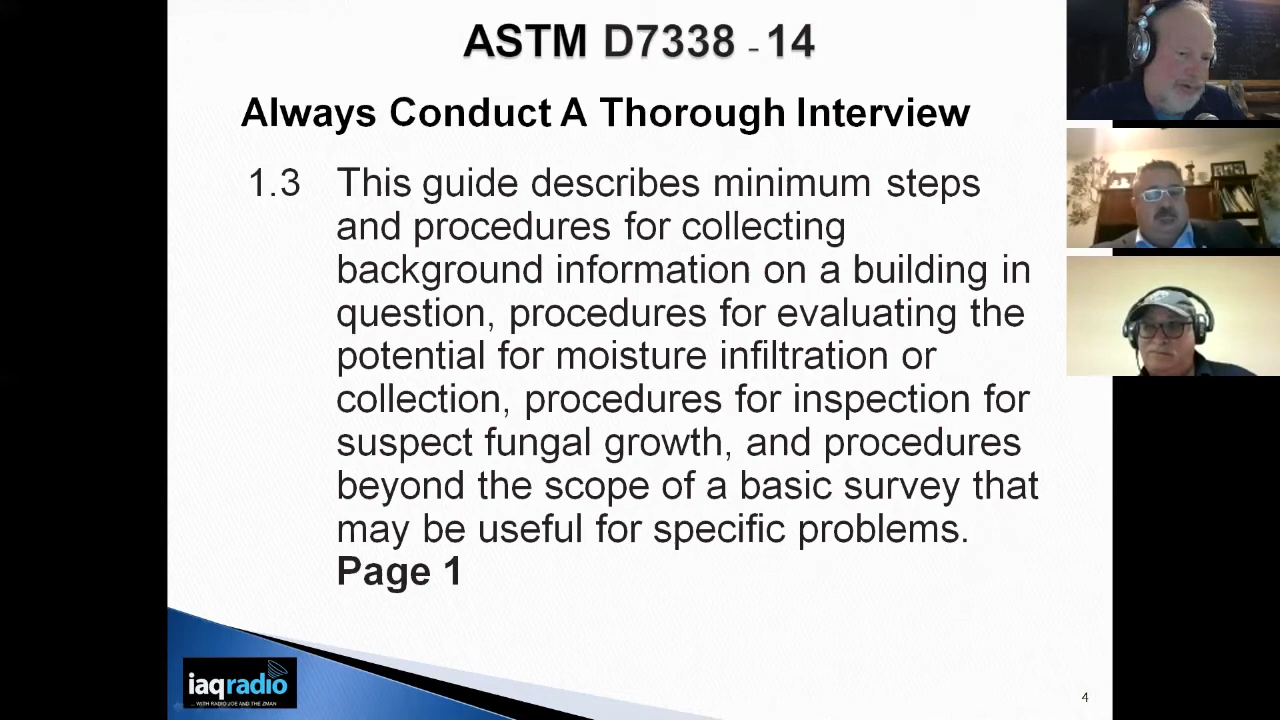 ASTM D7338 - 14
Always Conduct A Thorough Interview
1.3 This guide describes minimum steps
and procedures for collecting
background information on a building in
question, procedures for evaluating the
potential for moisture infiltration or
collection, procedures for inspection for
suspect fungal growth, and procedures
beyond the scope of a basic survey that
may be useful for specific problems.
Page 1
iaqradio
... WITH RADIO JOE AND THE ZMAN
4